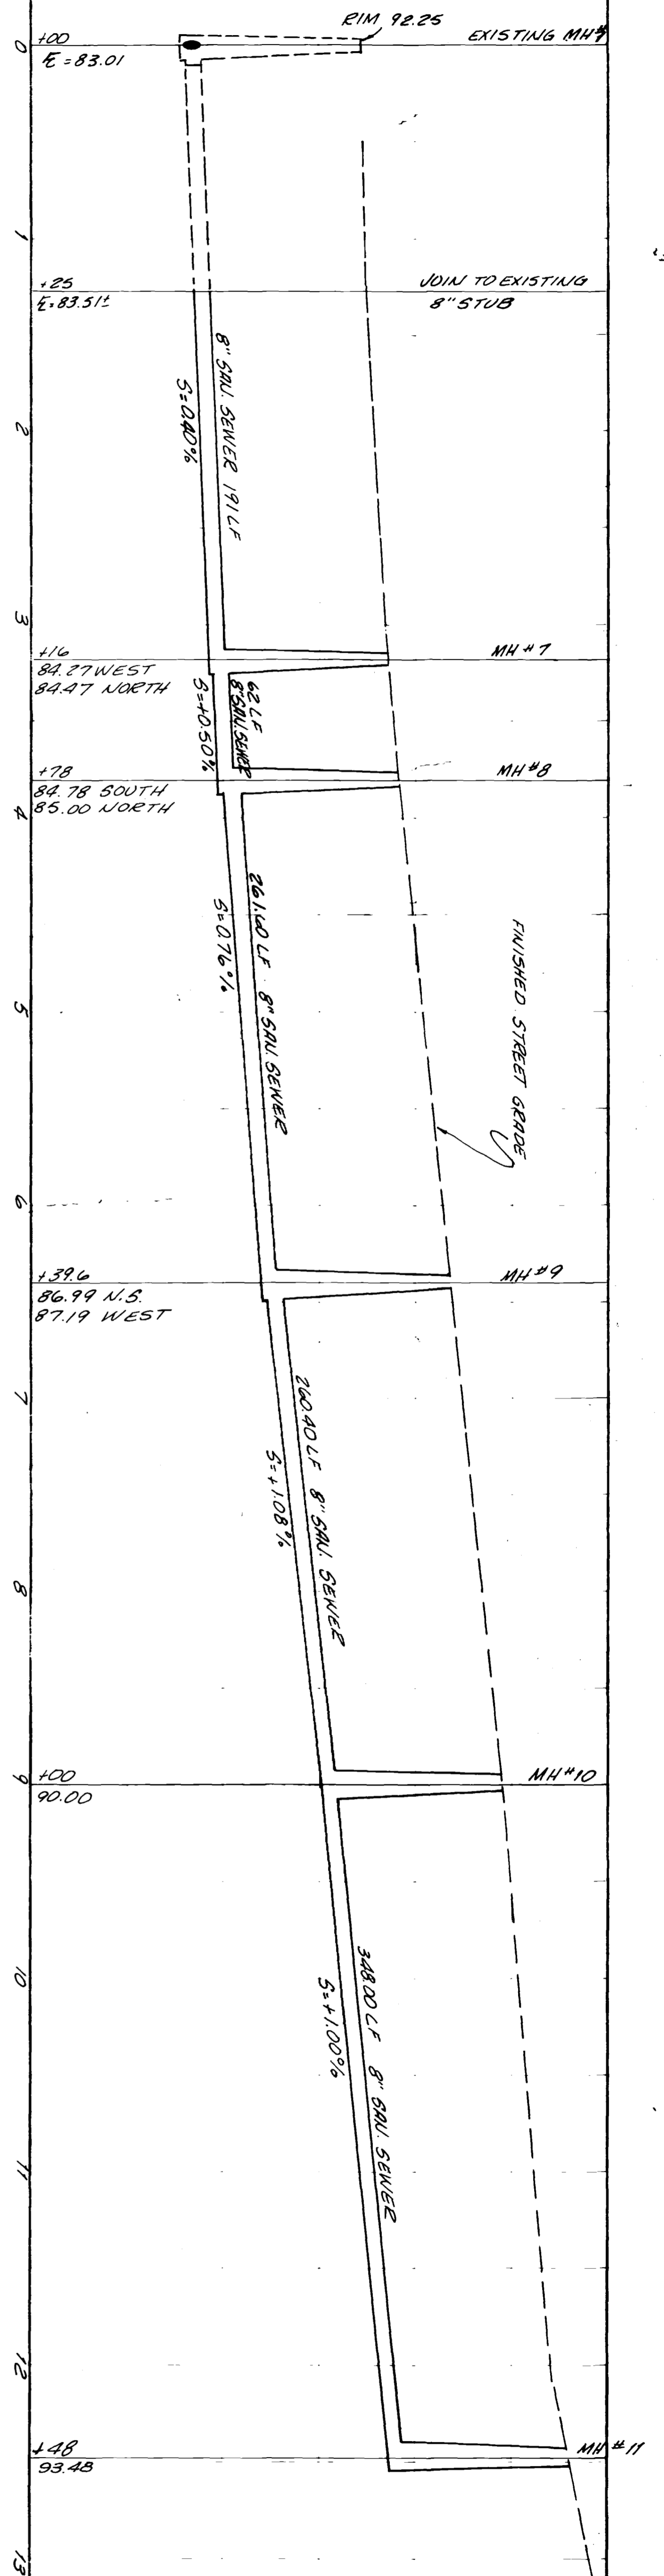 RIM 92.25
0
+00
EXISTING MH#
E = 83.01
1
+25
JOIN TO EXISTING
E=83.51±
8" STUB
8" SAN. SEWER 191 LF
S=0.40%
2
3
+16
MH #7
84.27 WEST
84.47 NORTH
62 LF
8" SAN. SEWER
S=+0.50%
+78
MH #8
84.78 SOUTH
85.00 NORTH
4
261.60 LF 8" SAN. SEWER
S=0.76%
FINISHED STREET GRADE
5
6
+39.6
MH #9
86.99 N.S.
87.19 WEST
7
260.40 LF 8" SAN. SEWER
S=+1.08%
8
9
+00
MH #10
90.00
10
348.00 LF 8" SAN. SEWER
S=+1.00%
11
12
+48
MH #11
93.48
13